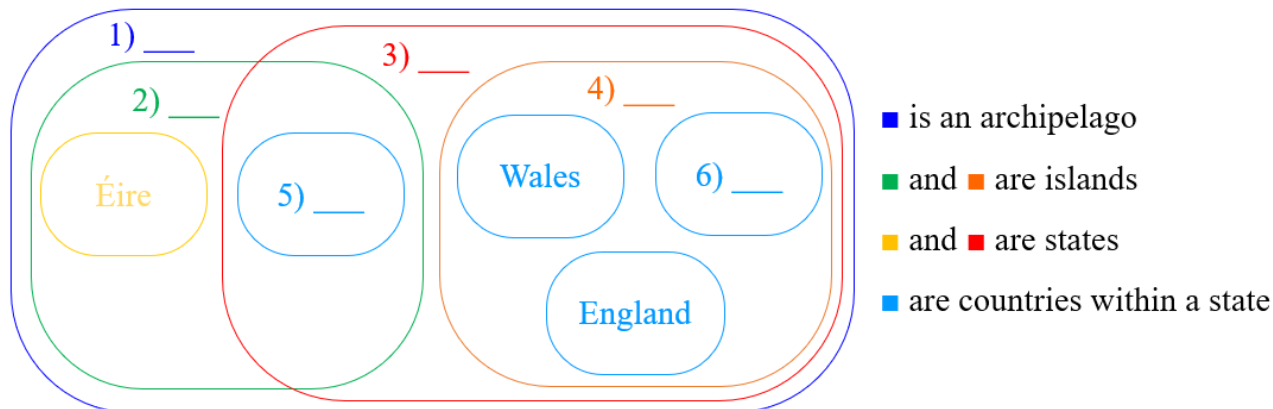 1) ___
3) ___
2) ___
4) ___
Éire
5) ___
Wales
6) ___
England
■ is an archipelago
■ and ■ are islands
■ and ■ are states
■ are countries within a state